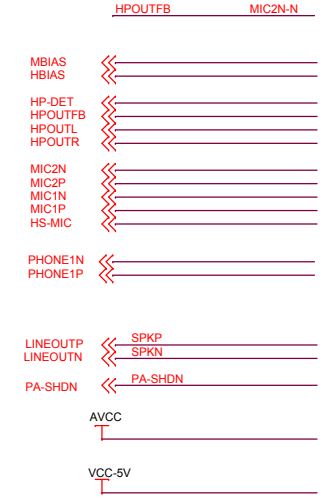 HPOUTFB MIC2N-N
MBIAS
HBIAS
HP-DET
HPOUTFB
HPOUTL
HPOUTR
MIC2N
MIC2P
MIC1N
MIC1P
HS-MIC
PHONE1N
PHONE1P
LINEOUTP SPKP
LINEOUTN SPKN
PA-SHDN PA-SHDN
AVCC
VCC-5V